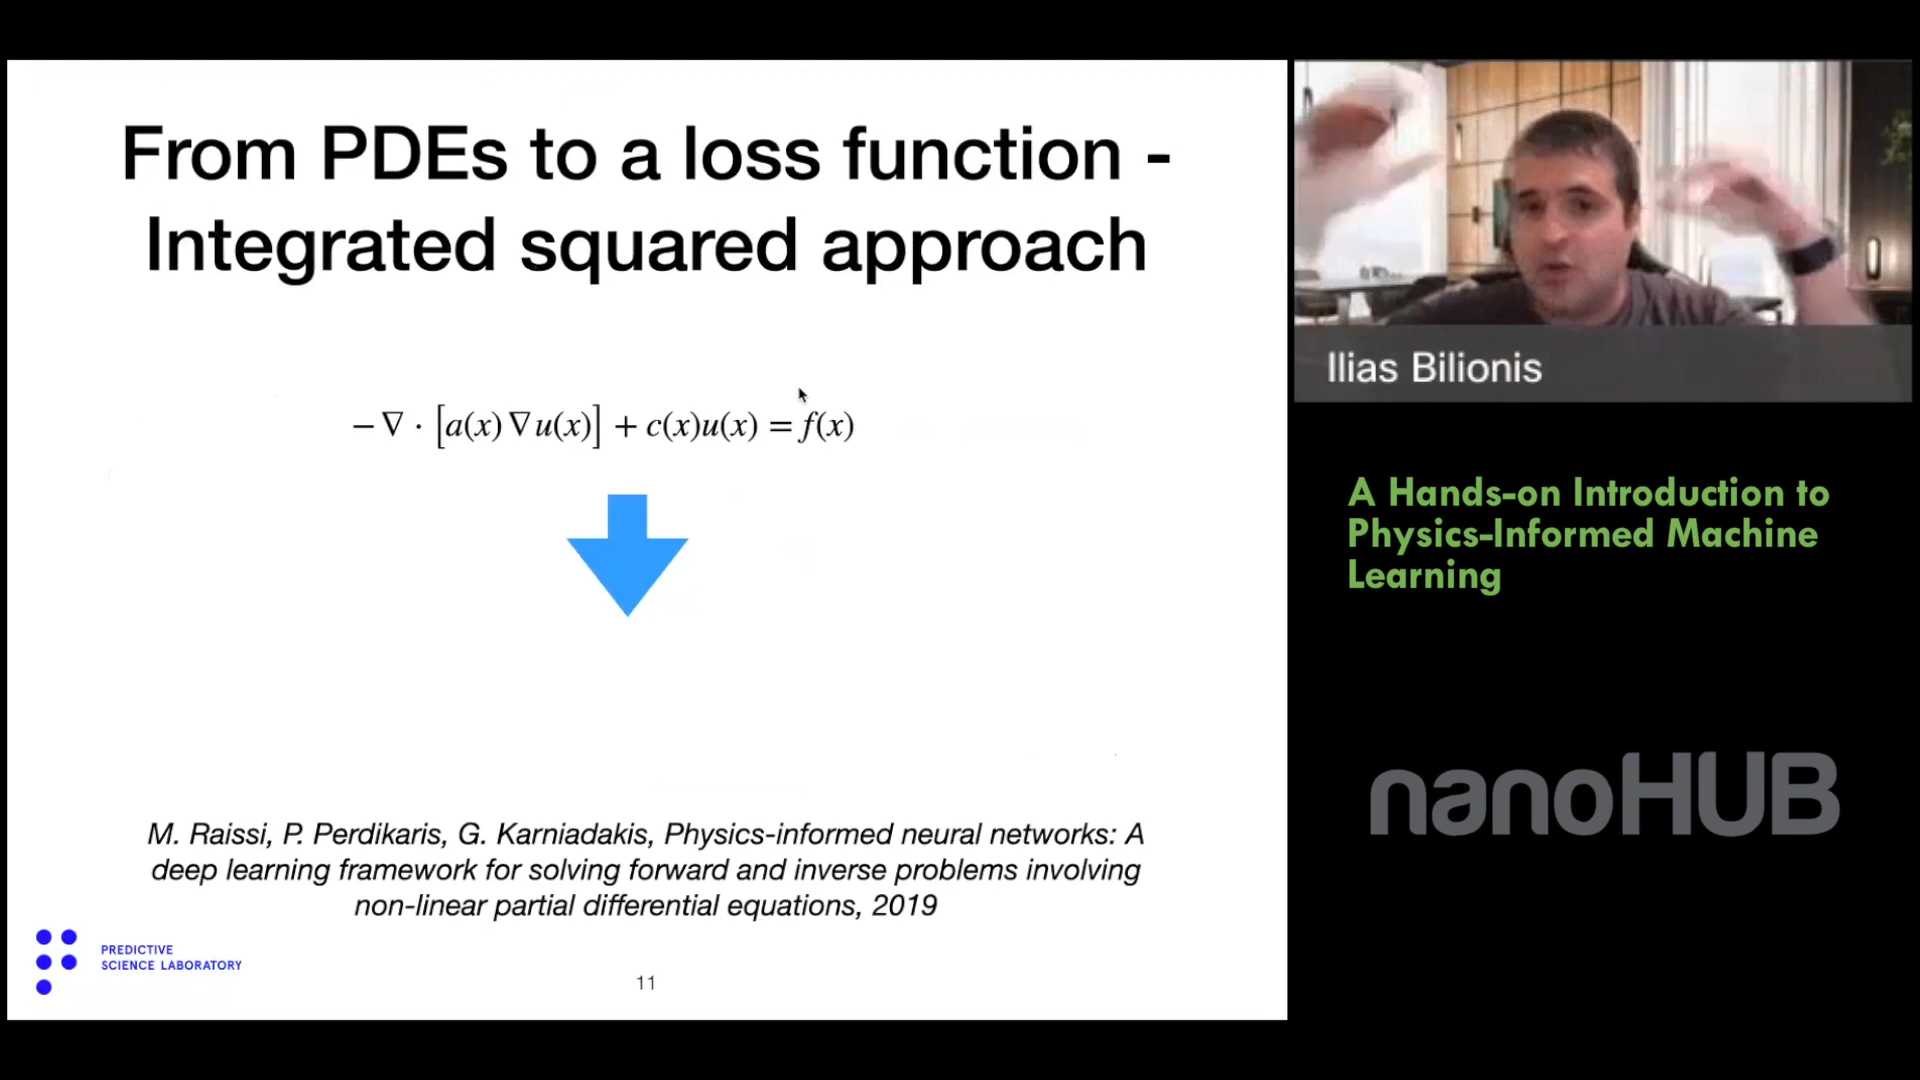 From PDEs to a loss function -
Integrated squared approach
− ∇ · [a(x) ∇u(x)] + c(x)u(x) = f(x)
M. Raissi, P. Perdikaris, G. Karniadakis, Physics-informed neural networks: A
deep learning framework for solving forward and inverse problems involving
non-linear partial differential equations, 2019
PREDICTIVE
SCIENCE LABORATORY
11
Ilias Bilionis
A Hands-on Introduction to
Physics-Informed Machine
Learning
nanoHUB